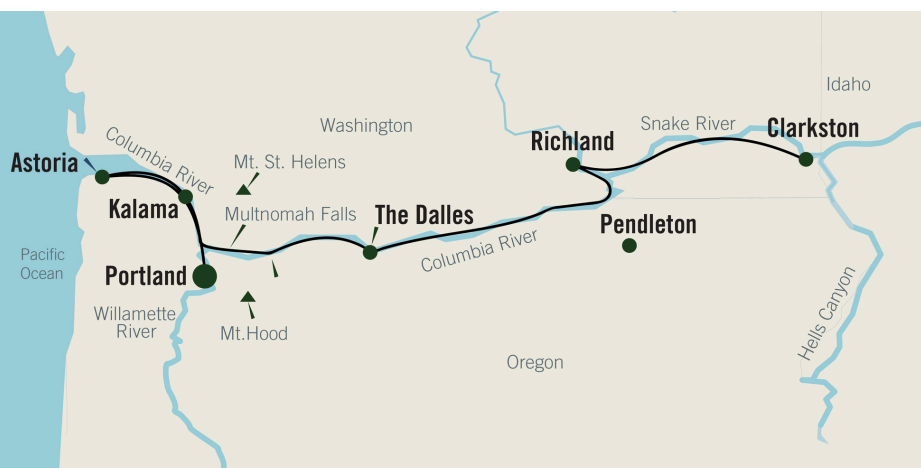 Idaho
Washington
Snake River
Clarkston
Richland
Columbia River
Astoria
Mt. St. Helens
Kalama
Multnomah Falls
The Dalles
Pendleton
Columbia River
Pacific
Ocean
Portland
Willamette
River
Mt.Hood
Hells Canyon
Oregon